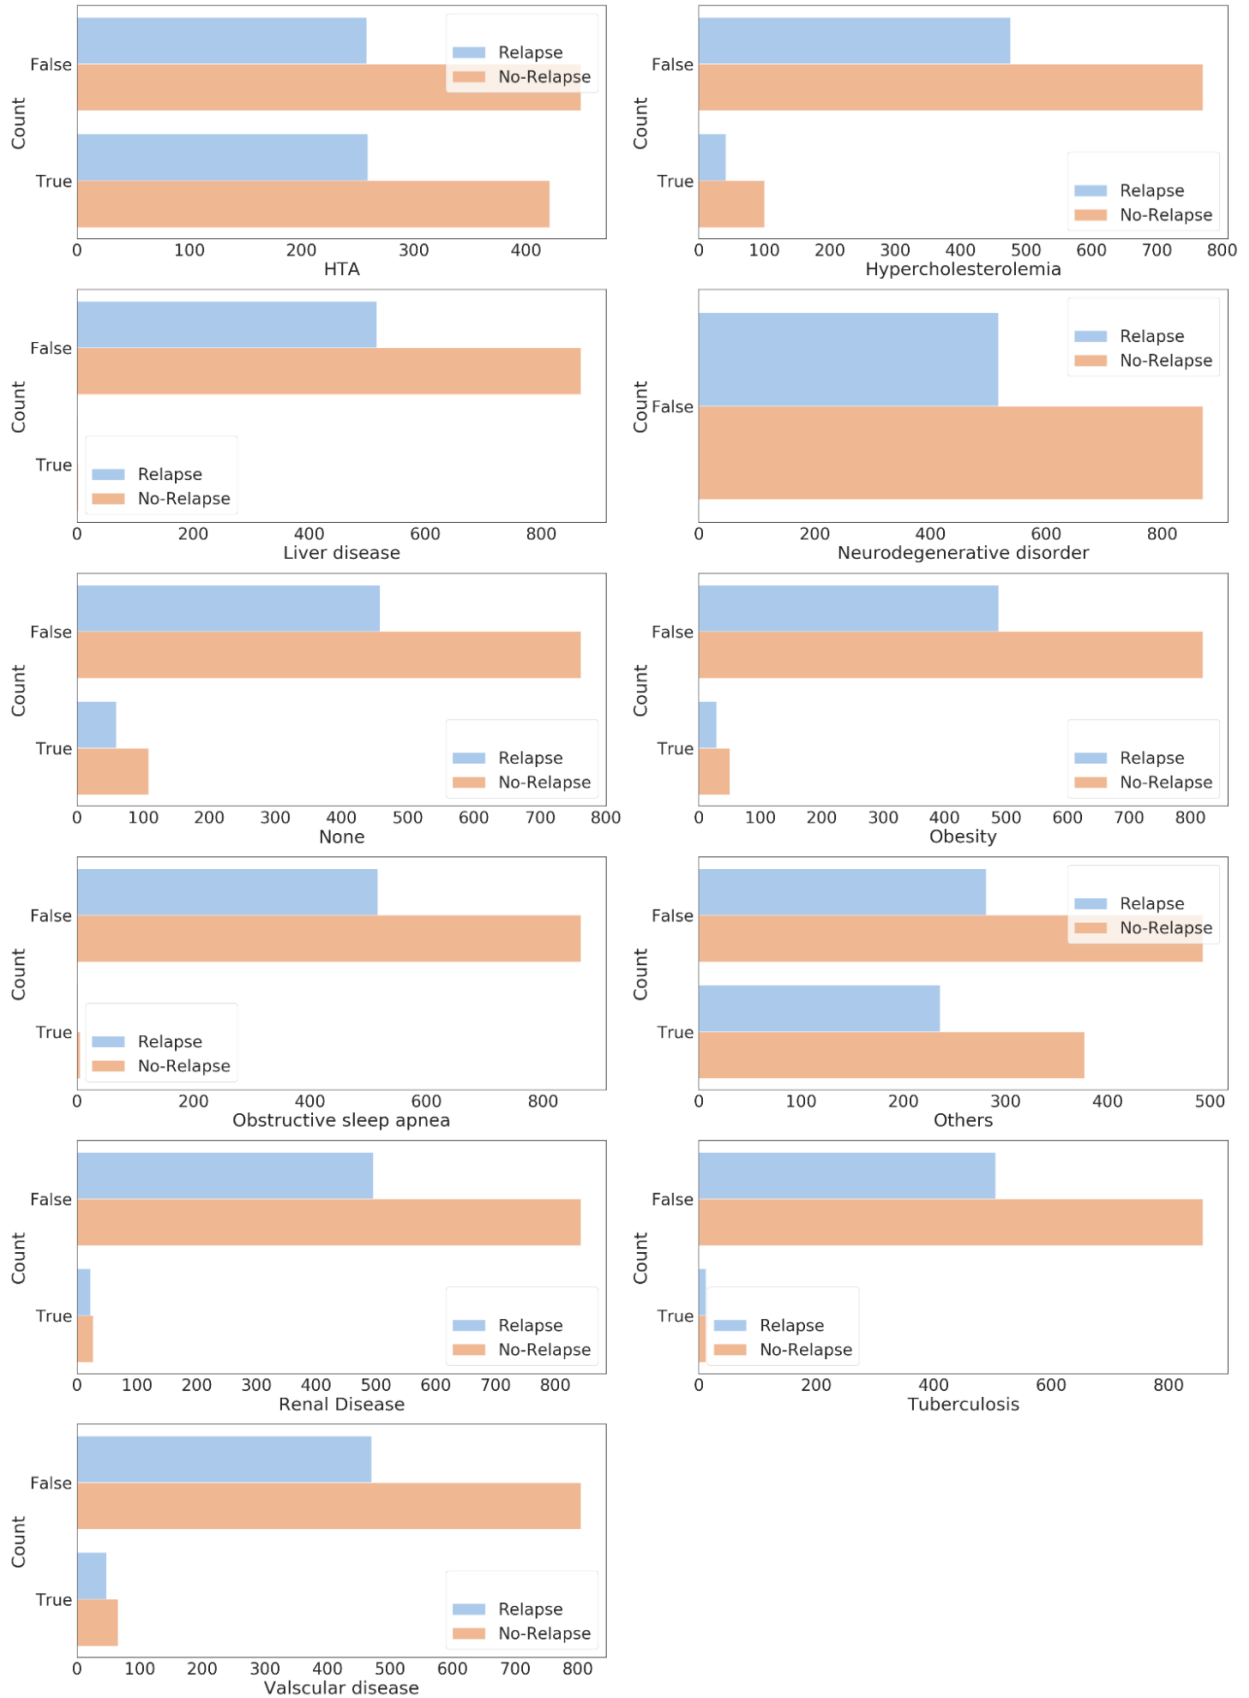 False
True
Count
Relapse
No-Relapse
0 100 200 300 400
HTA
False
True
Count
Relapse
No-Relapse
0 100 200 300 400 500 600 700 800
Hypercholesterolemia
False
True
Count
Relapse
No-Relapse
0 200 400 600 800
Liver disease
False
Count
Relapse
No-Relapse
0 200 400 600 800
Neurodegenerative disorder
False
True
Count
Relapse
No-Relapse
0 100 200 300 400 500 600 700 800
None
False
True
Count
Relapse
No-Relapse
0 100 200 300 400 500 600 700 800
Obesity
False
True
Count
Relapse
No-Relapse
0 200 400 600 800
Obstructive sleep apnea
False
True
Count
Relapse
No-Relapse
0 100 200 300 400 500
Others
False
True
Count
Relapse
No-Relapse
0 100 200 300 400 500 600 700 800
Renal Disease
False
True
Count
Relapse
No-Relapse
0 200 400 600 800
Tuberculosis
False
True
Count
Relapse
No-Relapse
0 100 200 300 400 500 600 700 800
Valscular disease